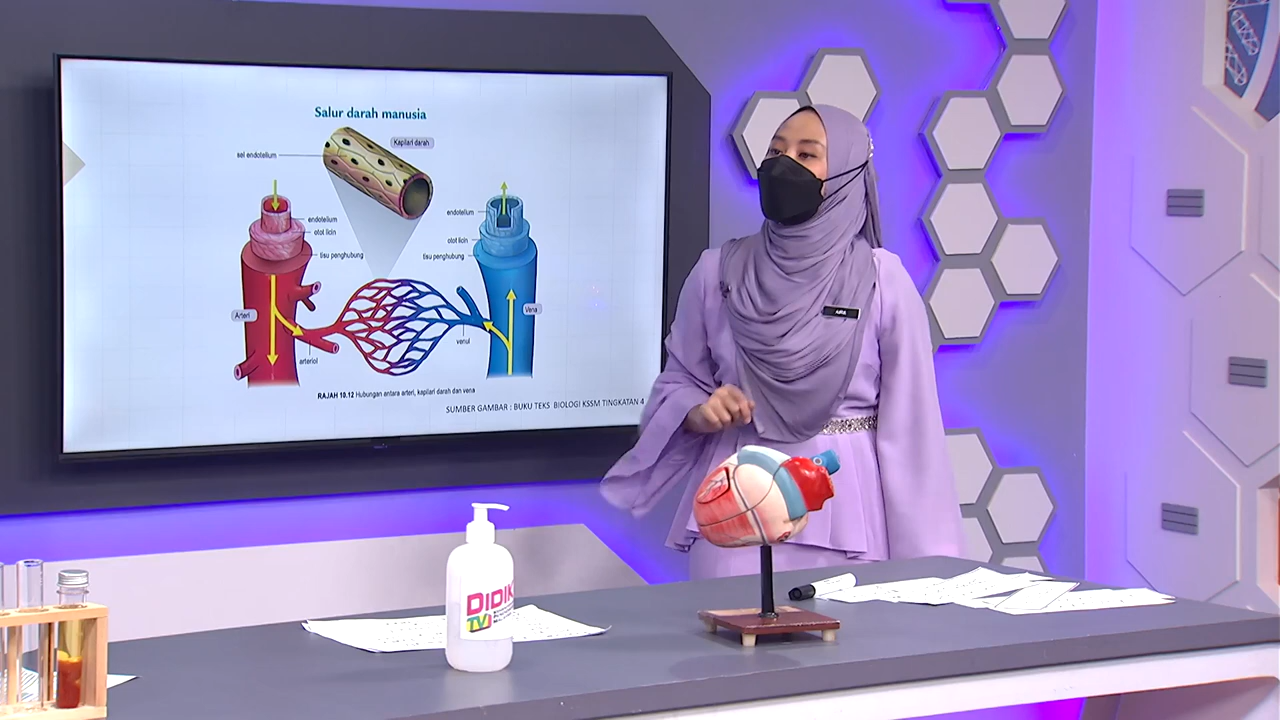 Salur darah manusia
Kapilari darah
sel endotelium
endotelium
otot licin
tisu penghubung
endotelium
otot licin
tisu penghubung
Arteri
Vena
arteriol
venul
RAJAH 10.12 Hubungan antara arteri, kapilari darah dan vena
SUMBER GAMBAR : BUKU TEKS BIOLOGI KSSM TINGKATAN 4
DIDIK
TV